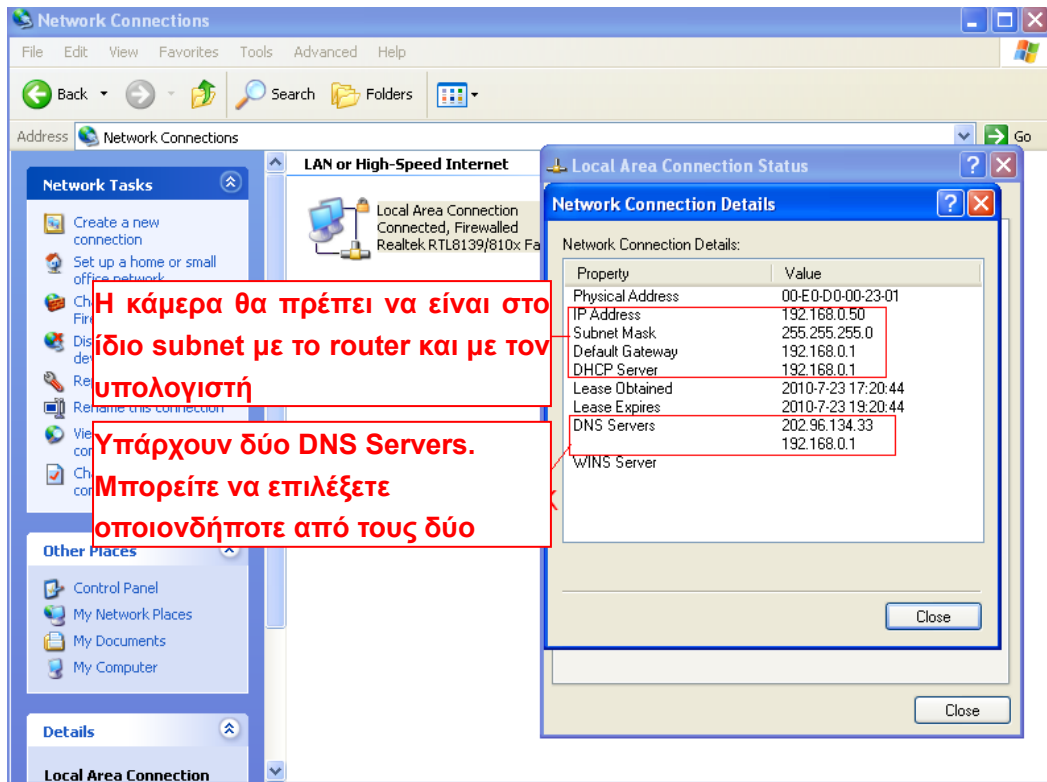 Network Connections
File Edit View Favorites Tools Advanced Help
Back Search Folders
Address Network Connections Go
Network Tasks
Create a new
connection
Set up a home or small
office network
Rename this connection
Other Places
Control Panel
My Network Places
My Documents
My Computer
Details
Local Area Connection
LAN or High-Speed Internet
Local Area Connection
Connected, Firewalled
Realtek RTL8139/810x Fa
Η κάμερα θα πρέπει να είναι στο
ίδιο subnet με το router και με τον
υπολογιστή
Υπάρχουν δύο DNS Servers.
Μπορείτε να επιλέξετε
οποιονδήποτε από τους δύο
Local Area Connection Status
Network Connection Details
Network Connection Details:
Property Value
Physical Address 00-E0-D0-00-23-01
IP Address 192.168.0.50
Subnet Mask 255.255.255.0
Default Gateway 192.168.0.1
DHCP Server 192.168.0.1
Lease Obtained 2010-7-23 17:20:44
Lease Expires 2010-7-23 19:20:44
DNS Servers 202.96.134.33
192.168.0.1
WINS Server
Close
Close